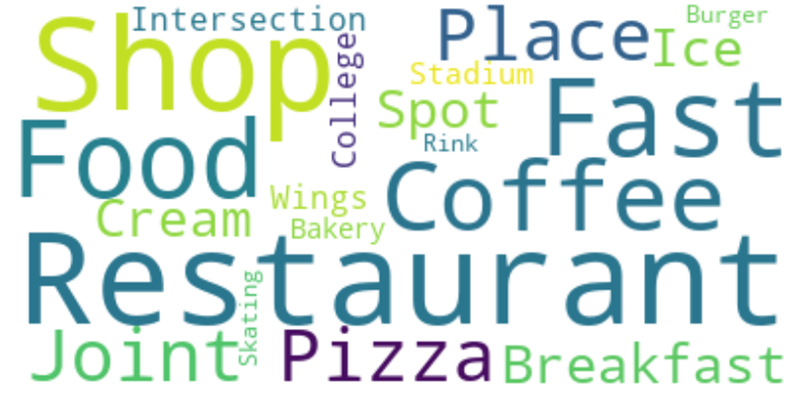 Intersection
Shop
College
Place
Burger
Ice
Stadium
Spot
Fast
Food
Rink
Coffee
Wings
Cream
Bakery
Restaurant
Skating
Joint
Pizza
Breakfast